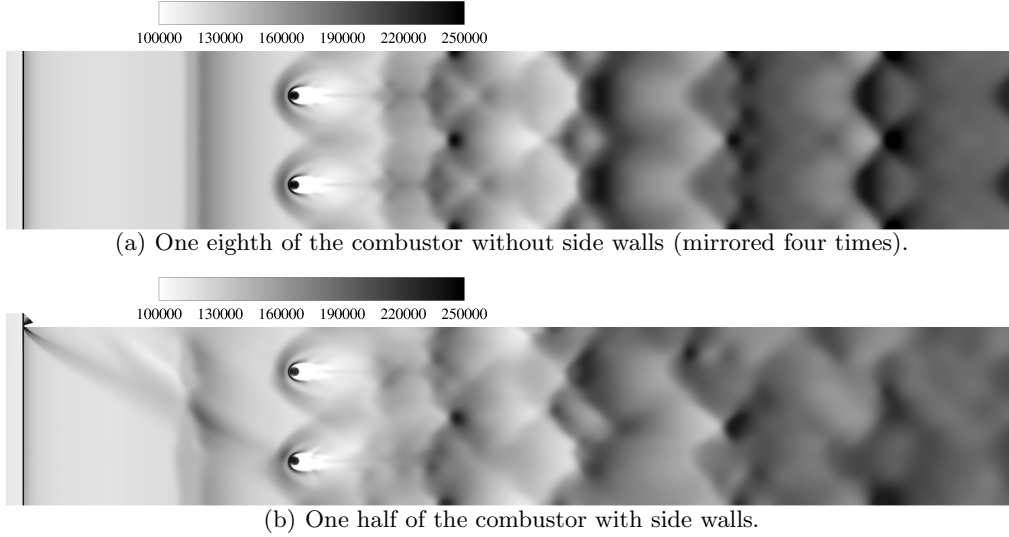 100000 130000 160000 190000 220000 250000
(a) One eighth of the combustor without side walls (mirrored four times).
100000 130000 160000 190000 220000 250000
(b) One half of the combustor with side walls.